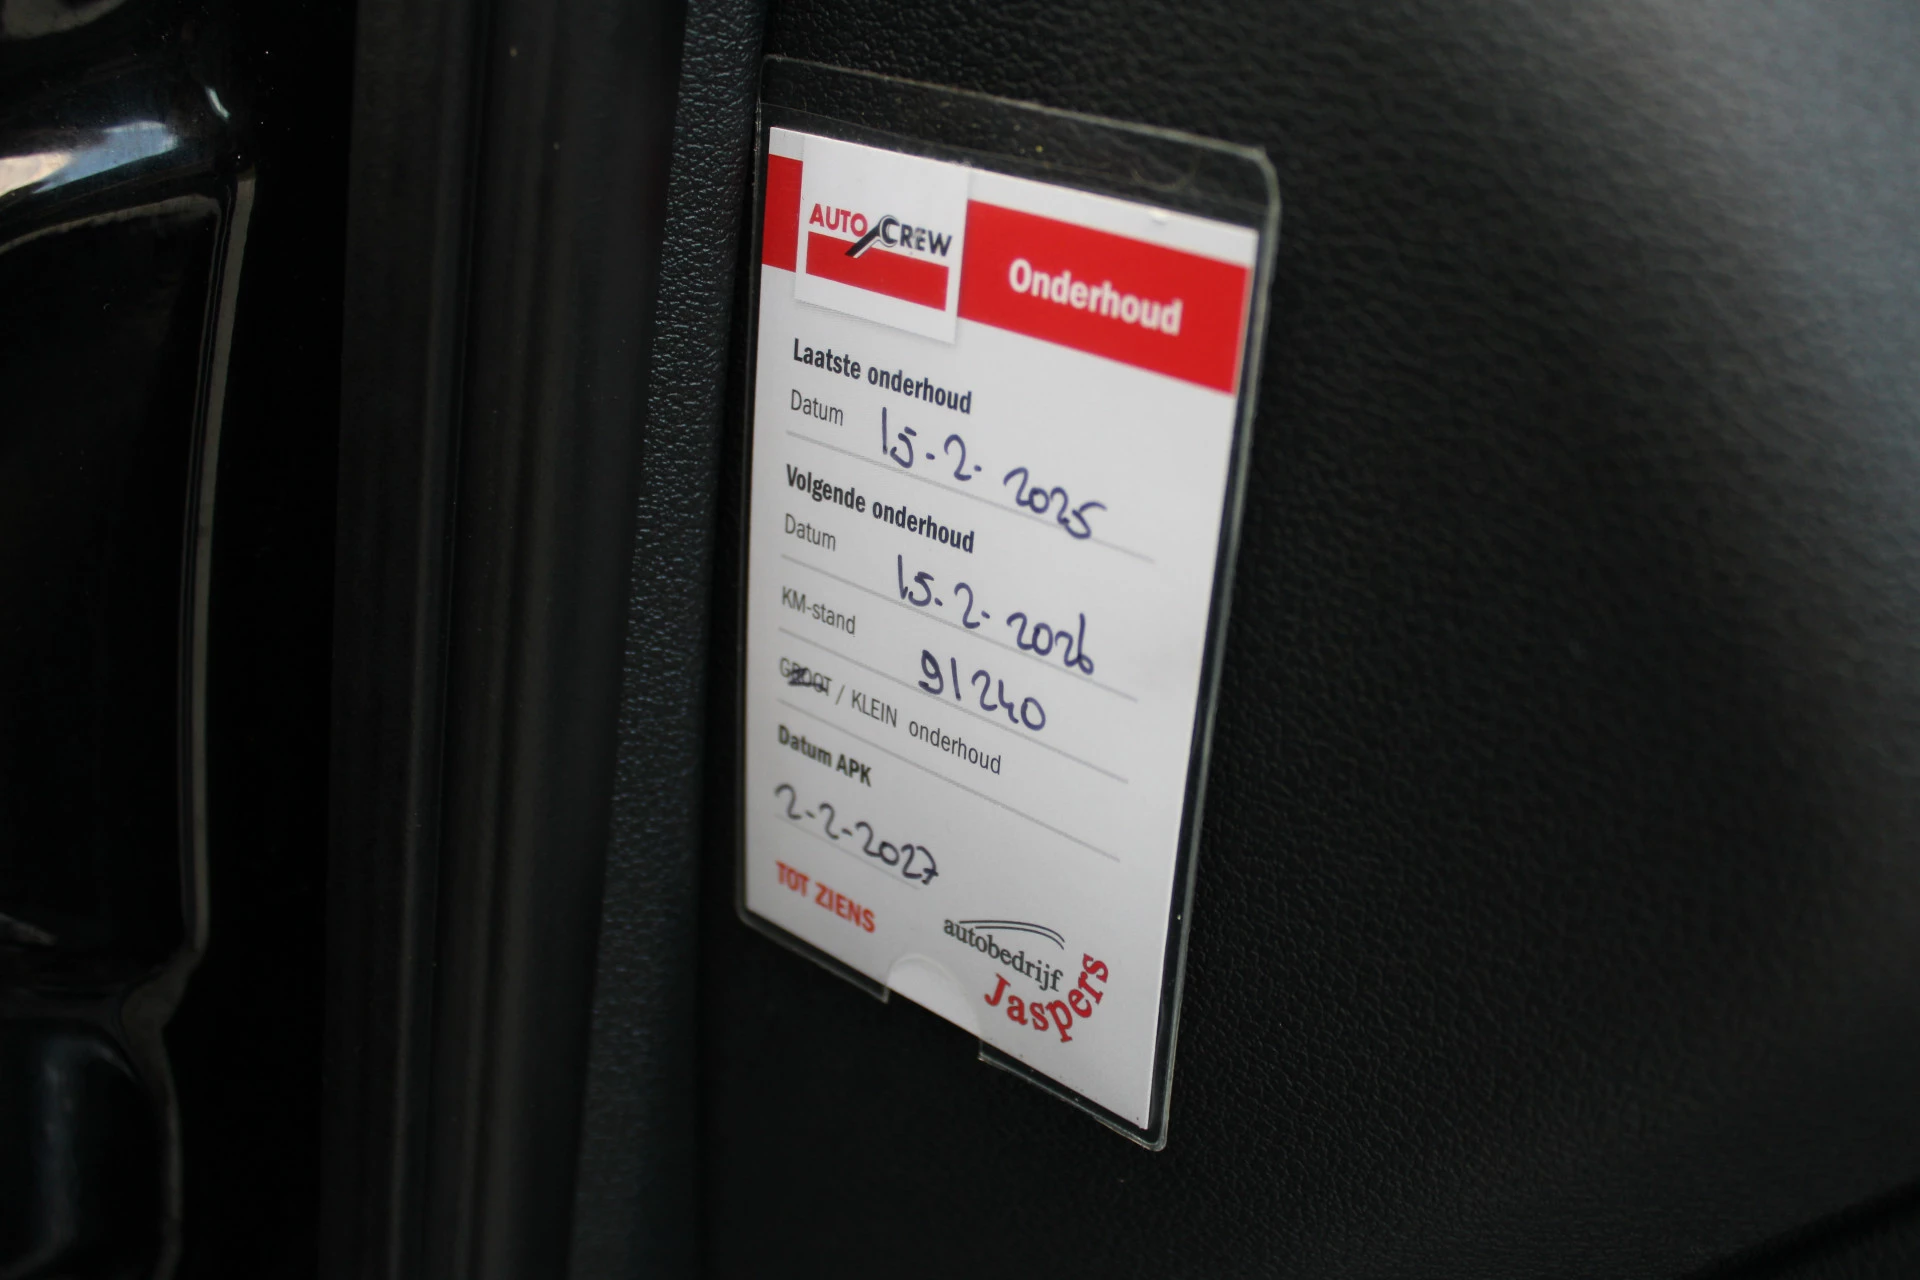 AUTO CREW
Onderhoud
Laatste onderhoud
Datum 15-2-2025
Volgende onderhoud
Datum 15-2-2026
KM-stand 91240
GROOT / KLEIN onderhoud
Datum APK
2-2-2027
TOT ZIENS
autobedrijf
Jaspers